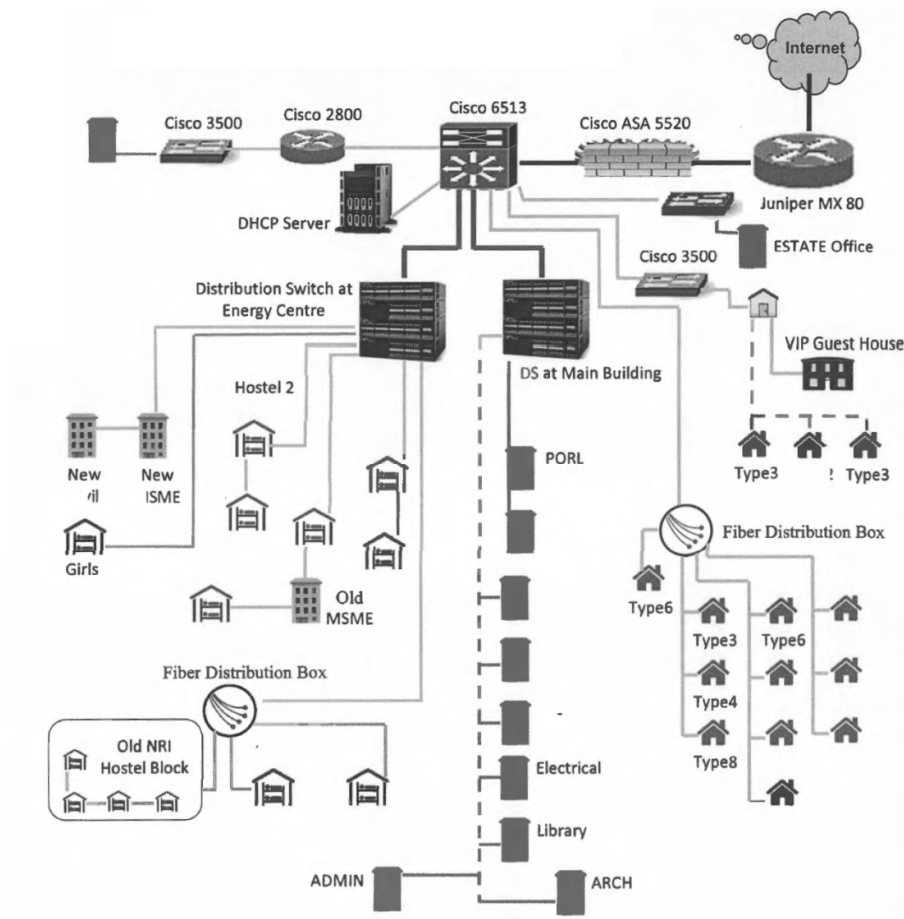 Internet
Cisco 6513
Cisco 3500
Cisco 2800
Cisco ASA 5520
Juniper MX 80
DHCP Server
ESTATE Office
Cisco 3500
Distribution Switch at
Energy Centre
VIP Guest House
DS at Main Building
Hostel 2
PORL
Type3
Type3
New
New
Girls
Fiber Distribution Box
Old
MSME
Type6
Type3
Type6
Type4
Type8
Fiber Distribution Box
Old NRI
Hostel Block
Electrical
Library
ADMIN
ARCH